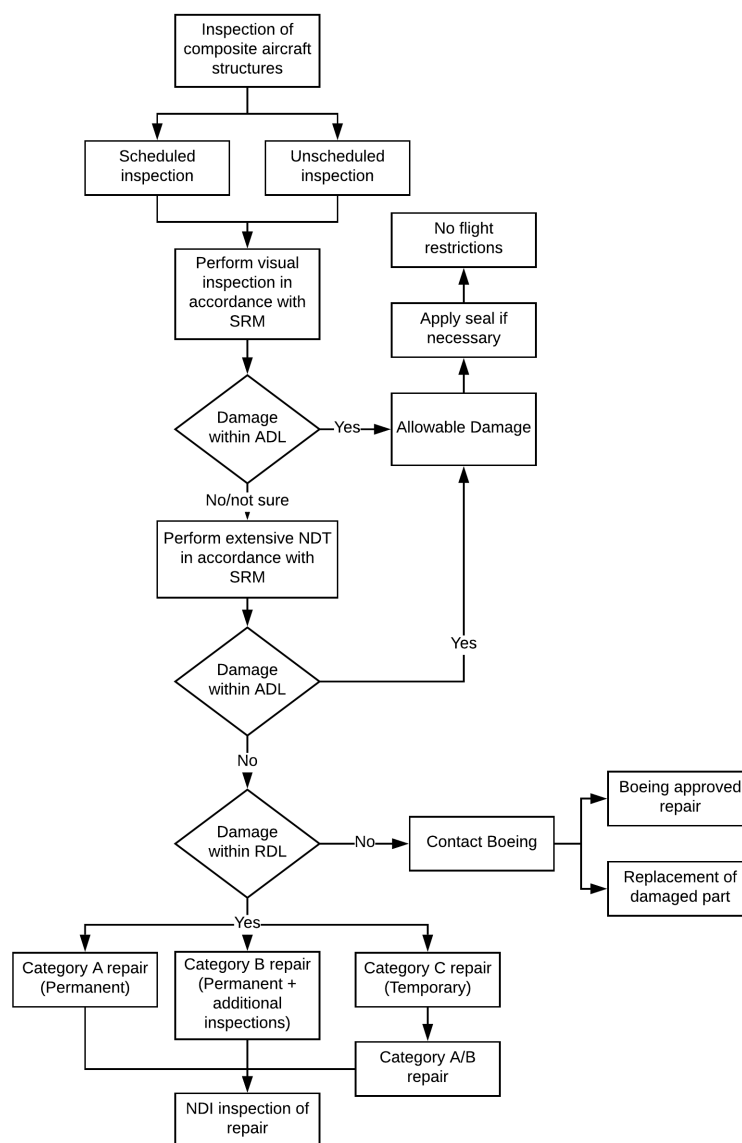 Inspection of
composite aircraft
structures
Scheduled
inspection
Unscheduled
inspection
No flight
restrictions
Perform visual
inspection in
accordance with
SRM
Apply seal if
necessary
Damage
within ADL
Yes
Allowable Damage
No/not sure
Perform extensive NDT
in accordance with
SRM
Yes
Damage
within ADL
No
Boeing approved
repair
Damage
within RDL
No
Contact Boeing
Replacement of
damaged part
Yes
Category A repair
(Permanent)
Category B repair
(Permanent +
additional
inspections)
Category C repair
(Temporary)
Category A/B
repair
NDI inspection of
repair